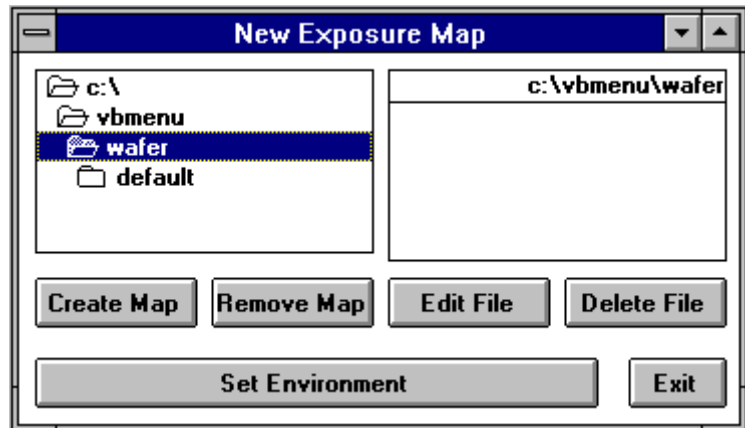 New Exposure Map
c:\
vbmenu
wafer
default
c:\vbmenu\wafer
Create Map
Remove Map
Edit File
Delete File
Set Environment
Exit